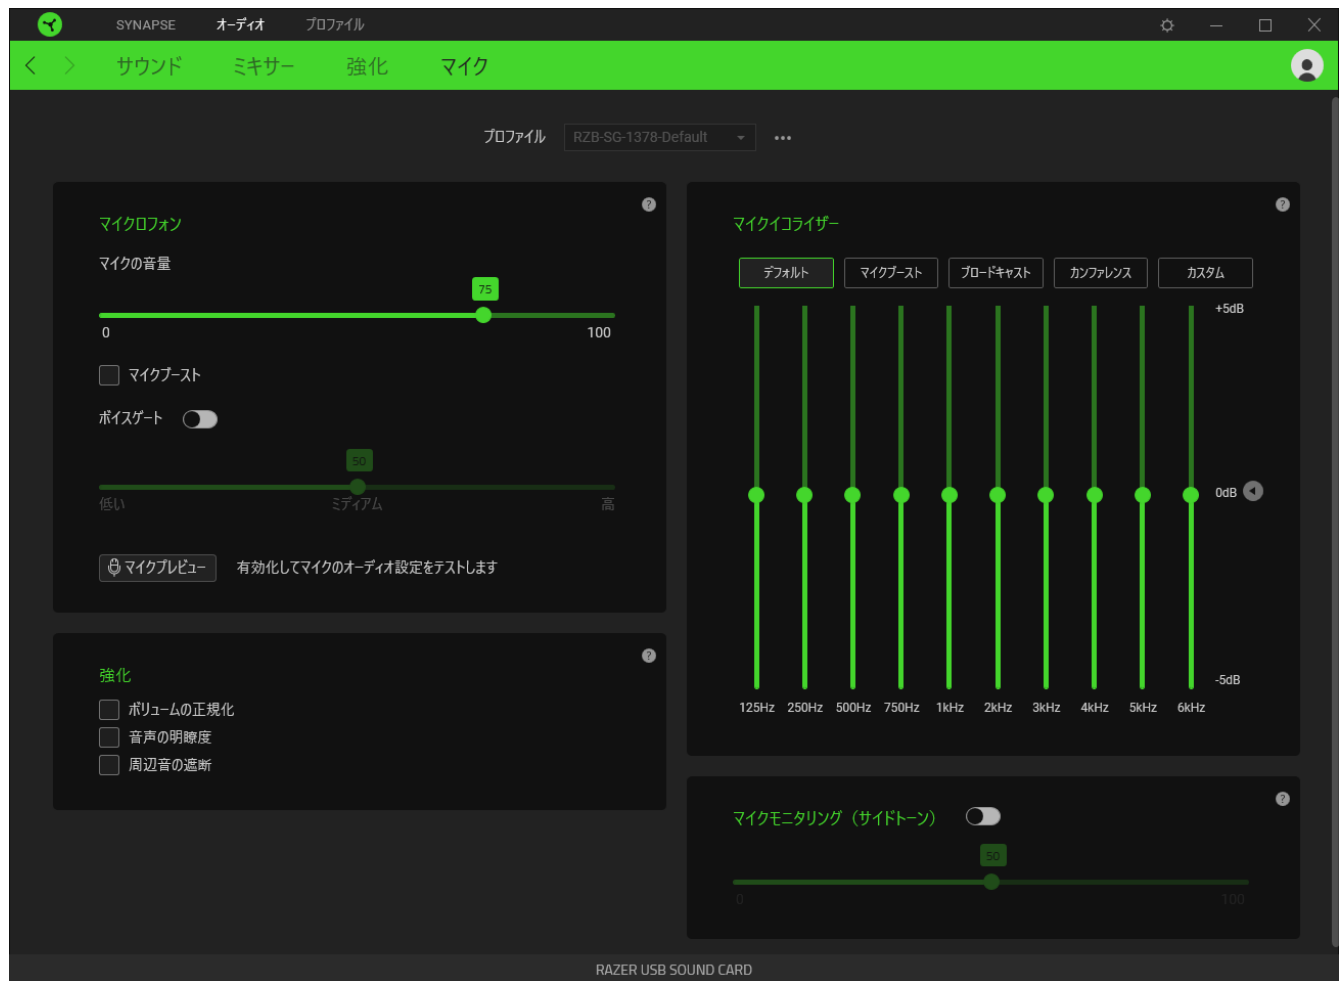 SYNAPSE オーディオ プロファイル
サウンド ミキサー 強化 マイク
プロファイル RZB-SG-1378-Default
マイクロフォン
マイクの音量
75
0 100
マイクブースト
ボイスゲート
50
低い ミディアム 高
マイクプレビュー 有効化してマイクのオーディオ設定をテストします
強化
ボリュームの正規化
音声の明瞭度
周辺音の遮断
マイクイコライザー
デフォルト マイクブースト ブロードキャスト カンファレンス カスタム
+5dB
0dB
-5dB
125Hz 250Hz 500Hz 750Hz 1kHz 2kHz 3kHz 4kHz 5kHz 6kHz
マイクモニタリング（サイドトーン）
50
0 100
RAZER USB SOUND CARD